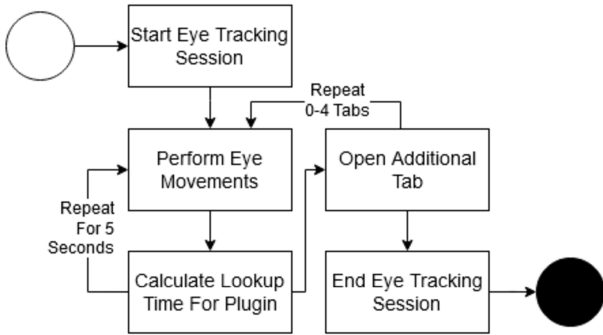 Start Eye Tracking
Session
Repeat
0-4 Tabs
Perform Eye
Movements
Open Additional
Tab
Repeat
For 5
Seconds
Calculate Lookup
Time For Plugin
End Eye Tracking
Session